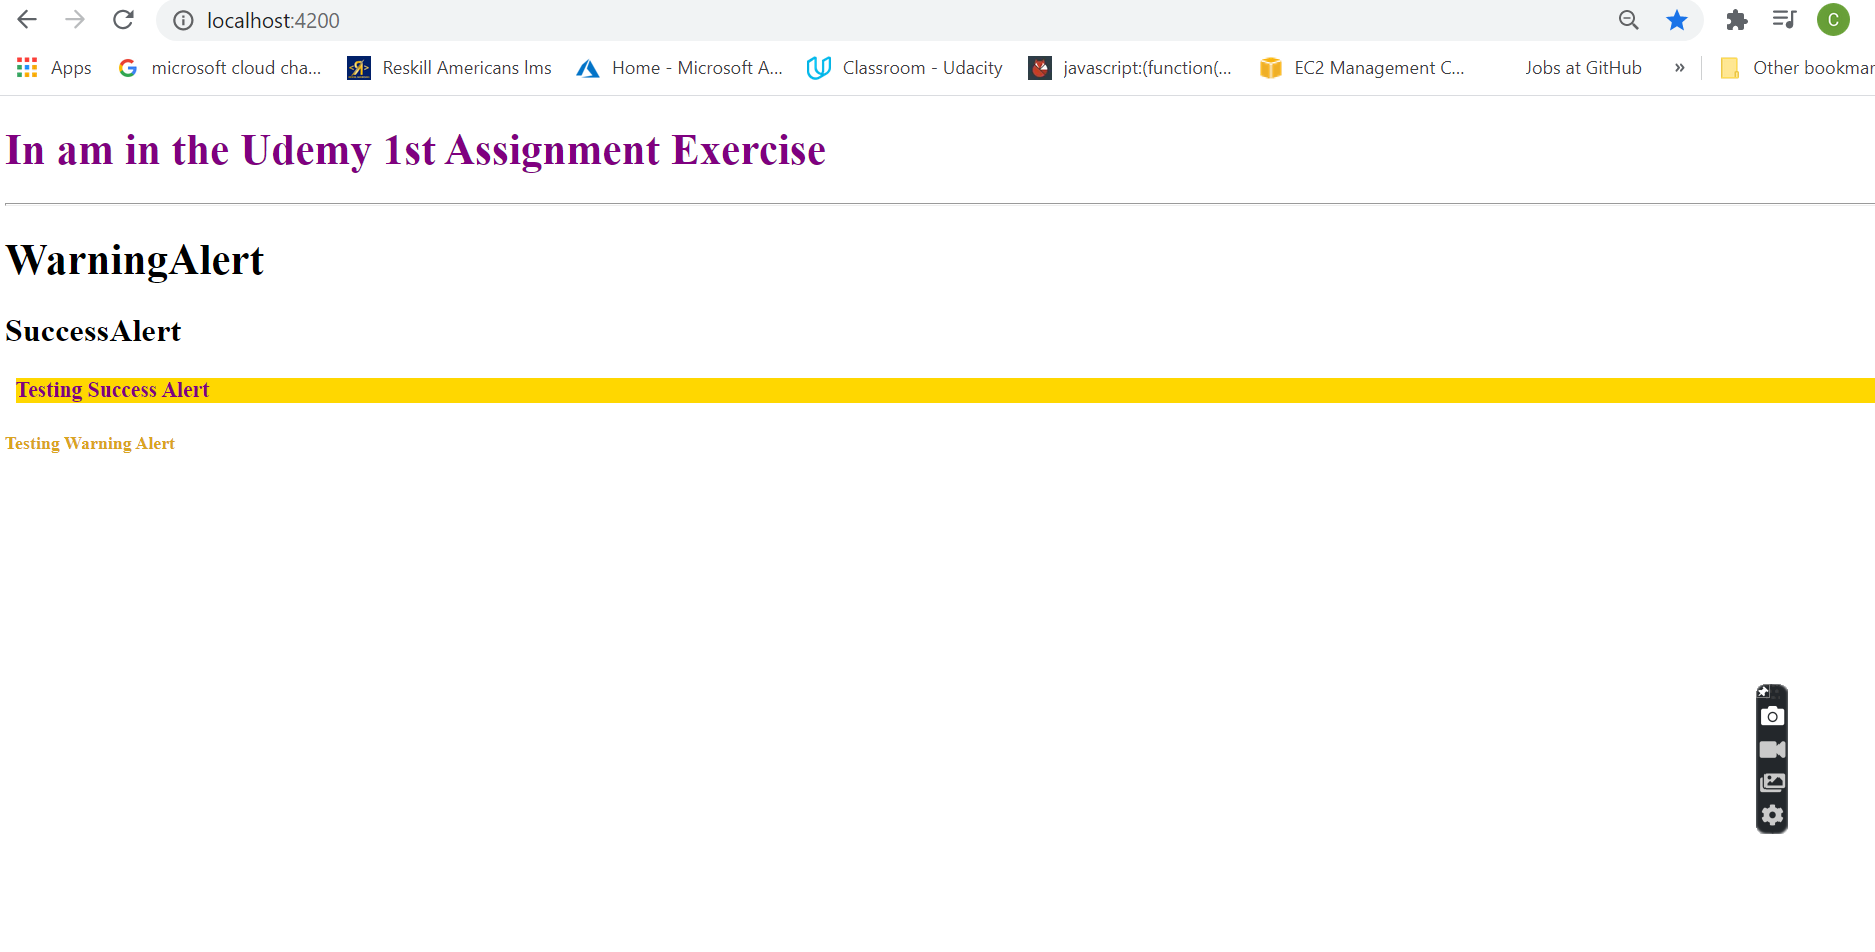 localhost:4200
C
Apps microsoft cloud cha... <Я> Reskill Americans lms Home - Microsoft A... Classroom - Udacity javascript:(function(... EC2 Management C... Jobs at GitHub » Other bookmar
In am in the Udemy 1st Assignment Exercise
WarningAlert
SuccessAlert
Testing Success Alert
Testing Warning Alert